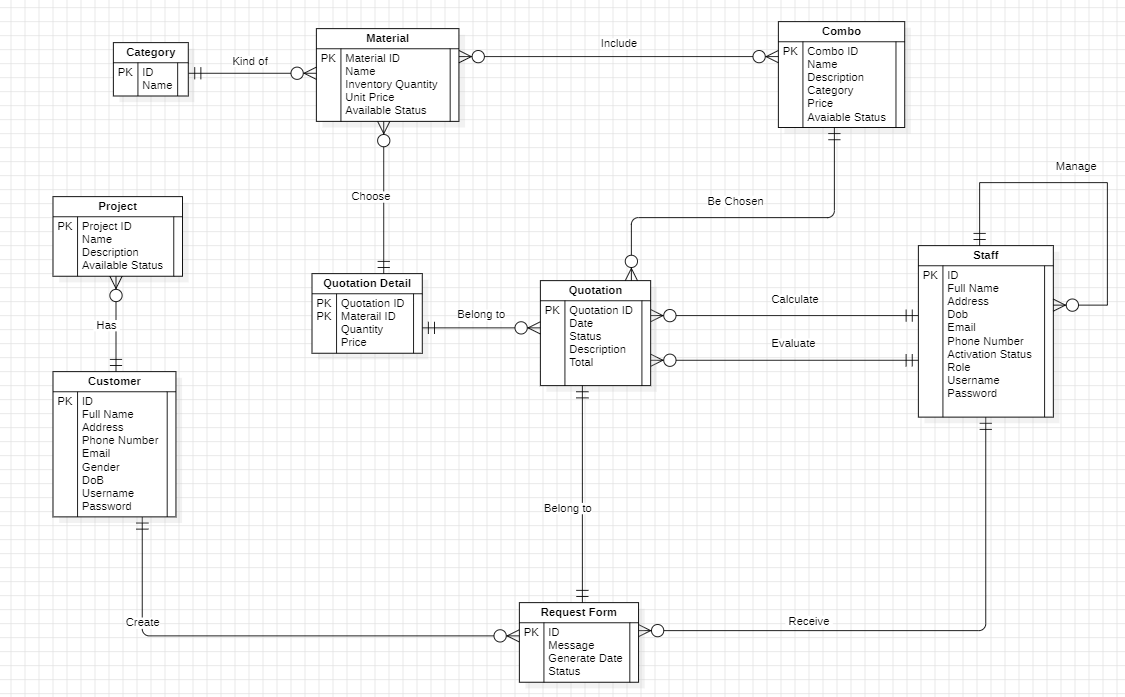 Category
PK ID
Name
Kind of
Material
PK Material ID
Name
Inventory Quantity
Unit Price
Available Status
Include
Combo
PK Combo ID
Name
Description
Category
Price
Avaiable Status
Choose
Be Chosen
Manage
Project
PK Project ID
Name
Description
Available Status
Has
Quotation Detail
PK Quotation ID
PK Materail ID
Quantity
Price
Belong to
Quotation
PK Quotation ID
Date
Status
Description
Total
Calculate
Evaluate
Staff
PK ID
Full Name
Address
Dob
Email
Phone Number
Activation Status
Role
Username
Password
Customer
PK ID
Full Name
Address
Phone Number
Email
Gender
DoB
Username
Password
Belong to
Create
Request Form
PK ID
Message
Generate Date
Status
Receive